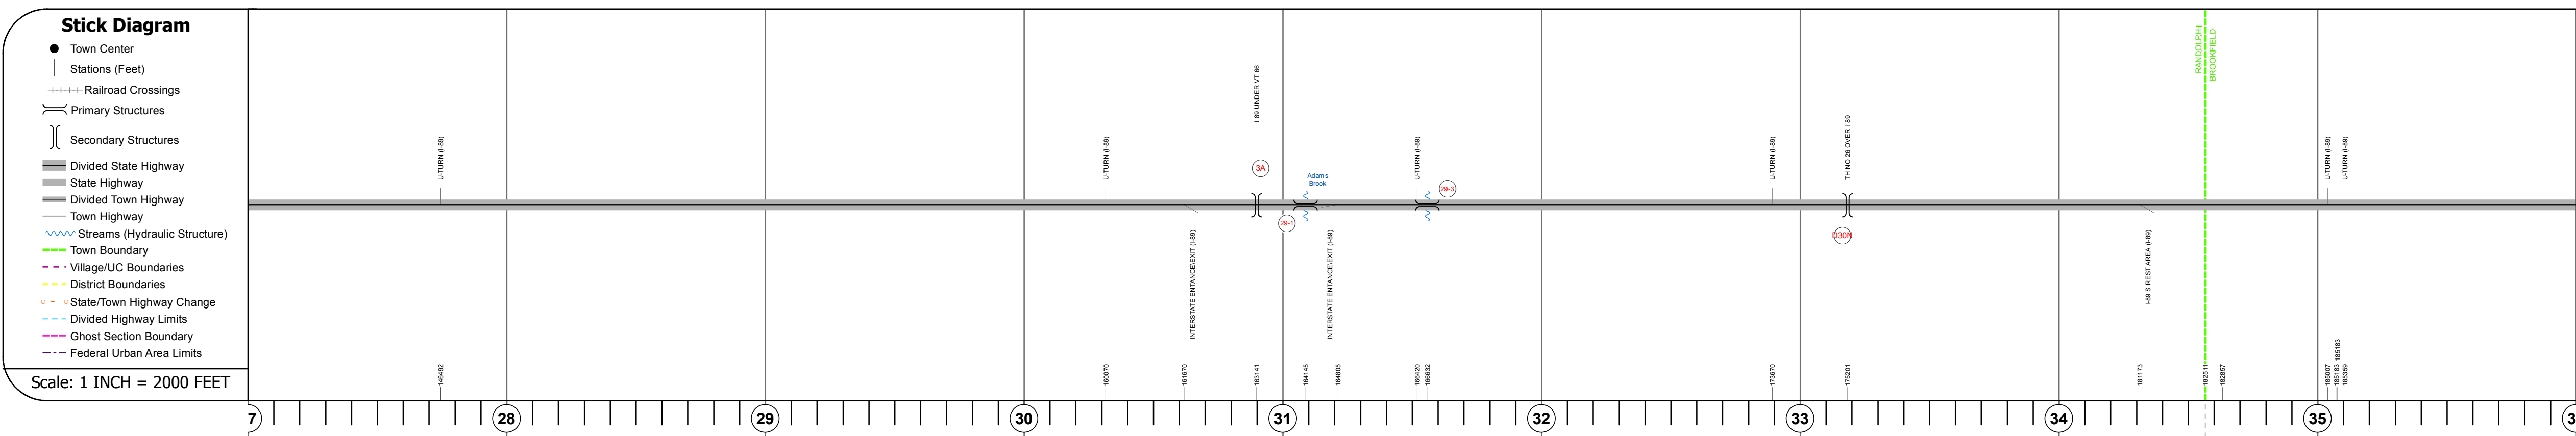 Stick Diagram
Town Center
Stations (Feet)
Railroad Crossings
Primary Structures
Secondary Structures
Divided State Highway
State Highway
Divided Town Highway
Town Highway
Streams (Hydraulic Structure)
Town Boundary
Village/UC Boundaries
District Boundaries
State/Town Highway Change
Divided Highway Limits
Ghost Section Boundary
Federal Urban Area Limits
Scale: 1 INCH = 2000 FEET
U-TURN (I-89)
U-TURN (I-89)
INTERSTATE ENTANCE\EXIT (I-89)
I 89 UNDER VT 66
3A
29-1
Adams
Brook
INTERSTATE ENTANCE\EXIT (I-89)
U-TURN (I-89)
29-3
U-TURN (I-89)
TH NO 26 OVER I 89
D30N
I-89 S REST AREA (I-89)
RANDOLPH
BROOKFIELD
U-TURN (I-89)
U-TURN (I-89)
146492
160070
161670
163141
164145
164805
166420
166632
173670
175201
181173
182511
182857
185007
185183
185183
185359
7
28
29
30
31
32
33
34
35
3